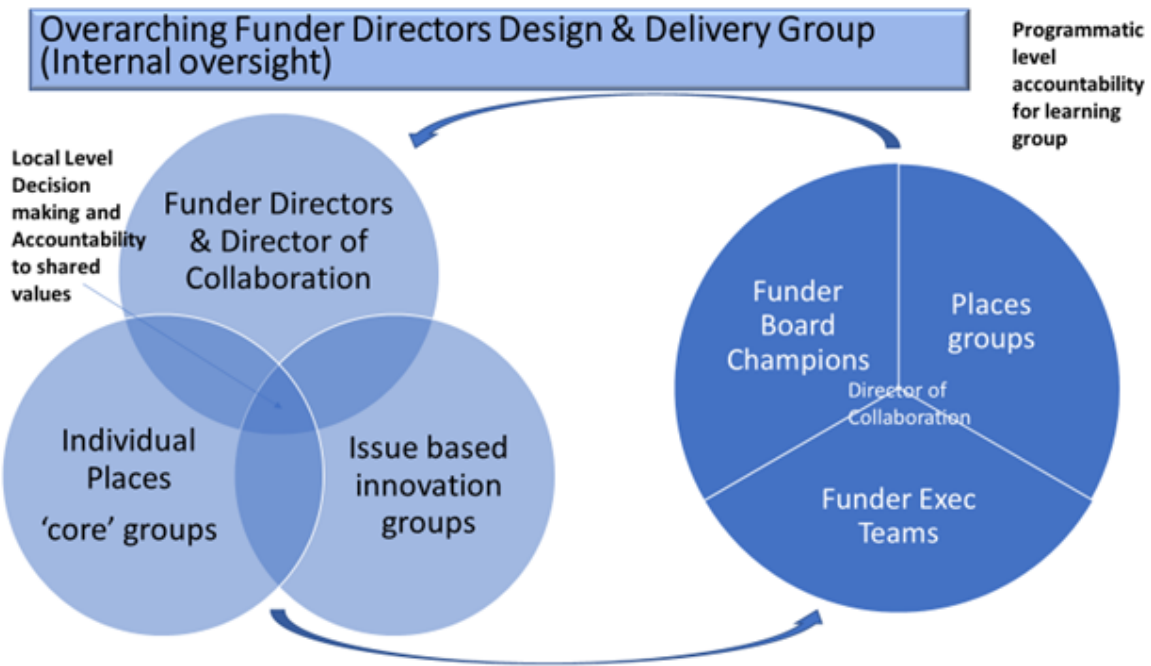 Overarching Funder Directors Design & Delivery Group
(Internal oversight)
Programmatic
level
accountability
for learning
group
Local Level
Decision
making and
Accountability
to shared
values
Funder Directors
& Director of
Collaboration
Individual
Places
‘core’ groups
Issue based
innovation
groups
Funder
Board
Champions
Places
groups
Director of
Collaboration
Funder Exec
Teams